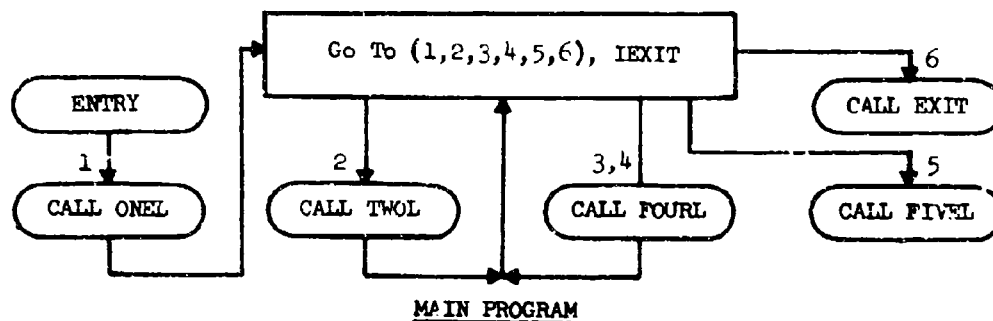 Go To (1,2,3,4,5,6), IEXIT
6
ENTRY
CALL EXIT
1
2
3,4
5
CALL ONEL
CALL TWOL
CALL FOURL
CALL FIVEL
MAIN PROGRAM